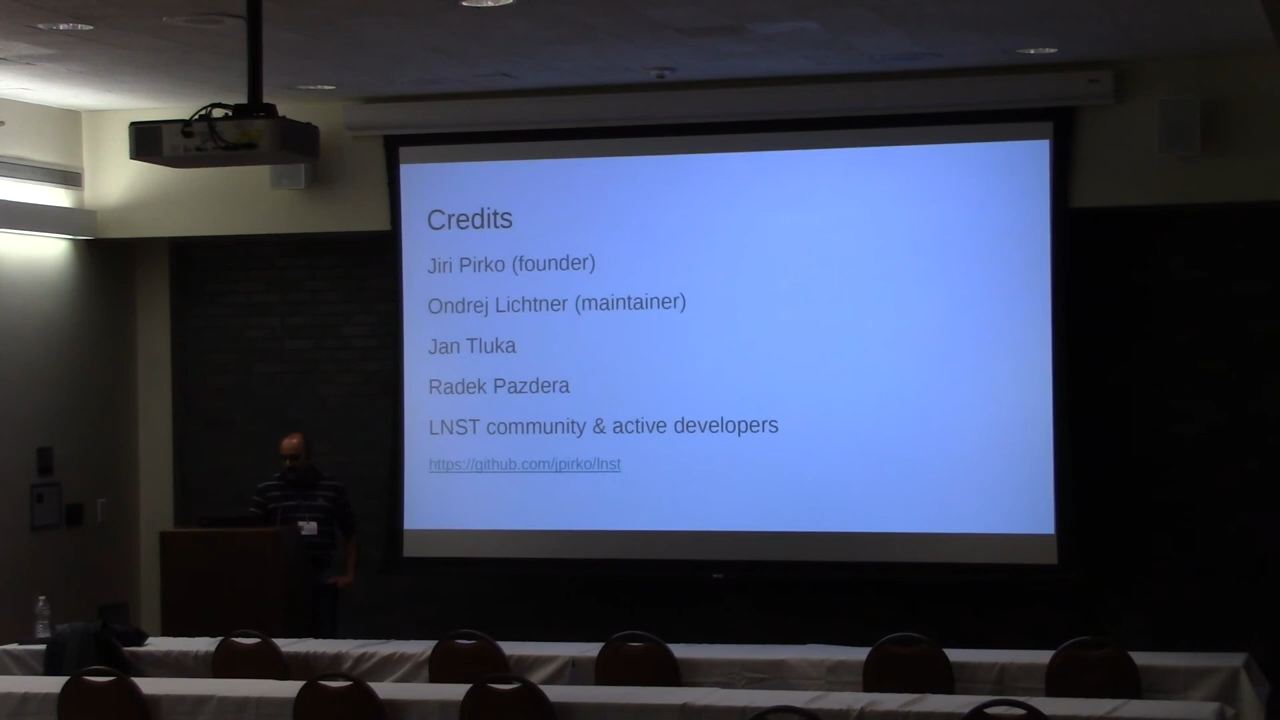 Credits
Jiri Pirko (founder)
Ondrej Lichtner (maintainer)
Jan Tluka
Radek Pazdera
LNST community & active developers
https://github.com/jpirko/lnst